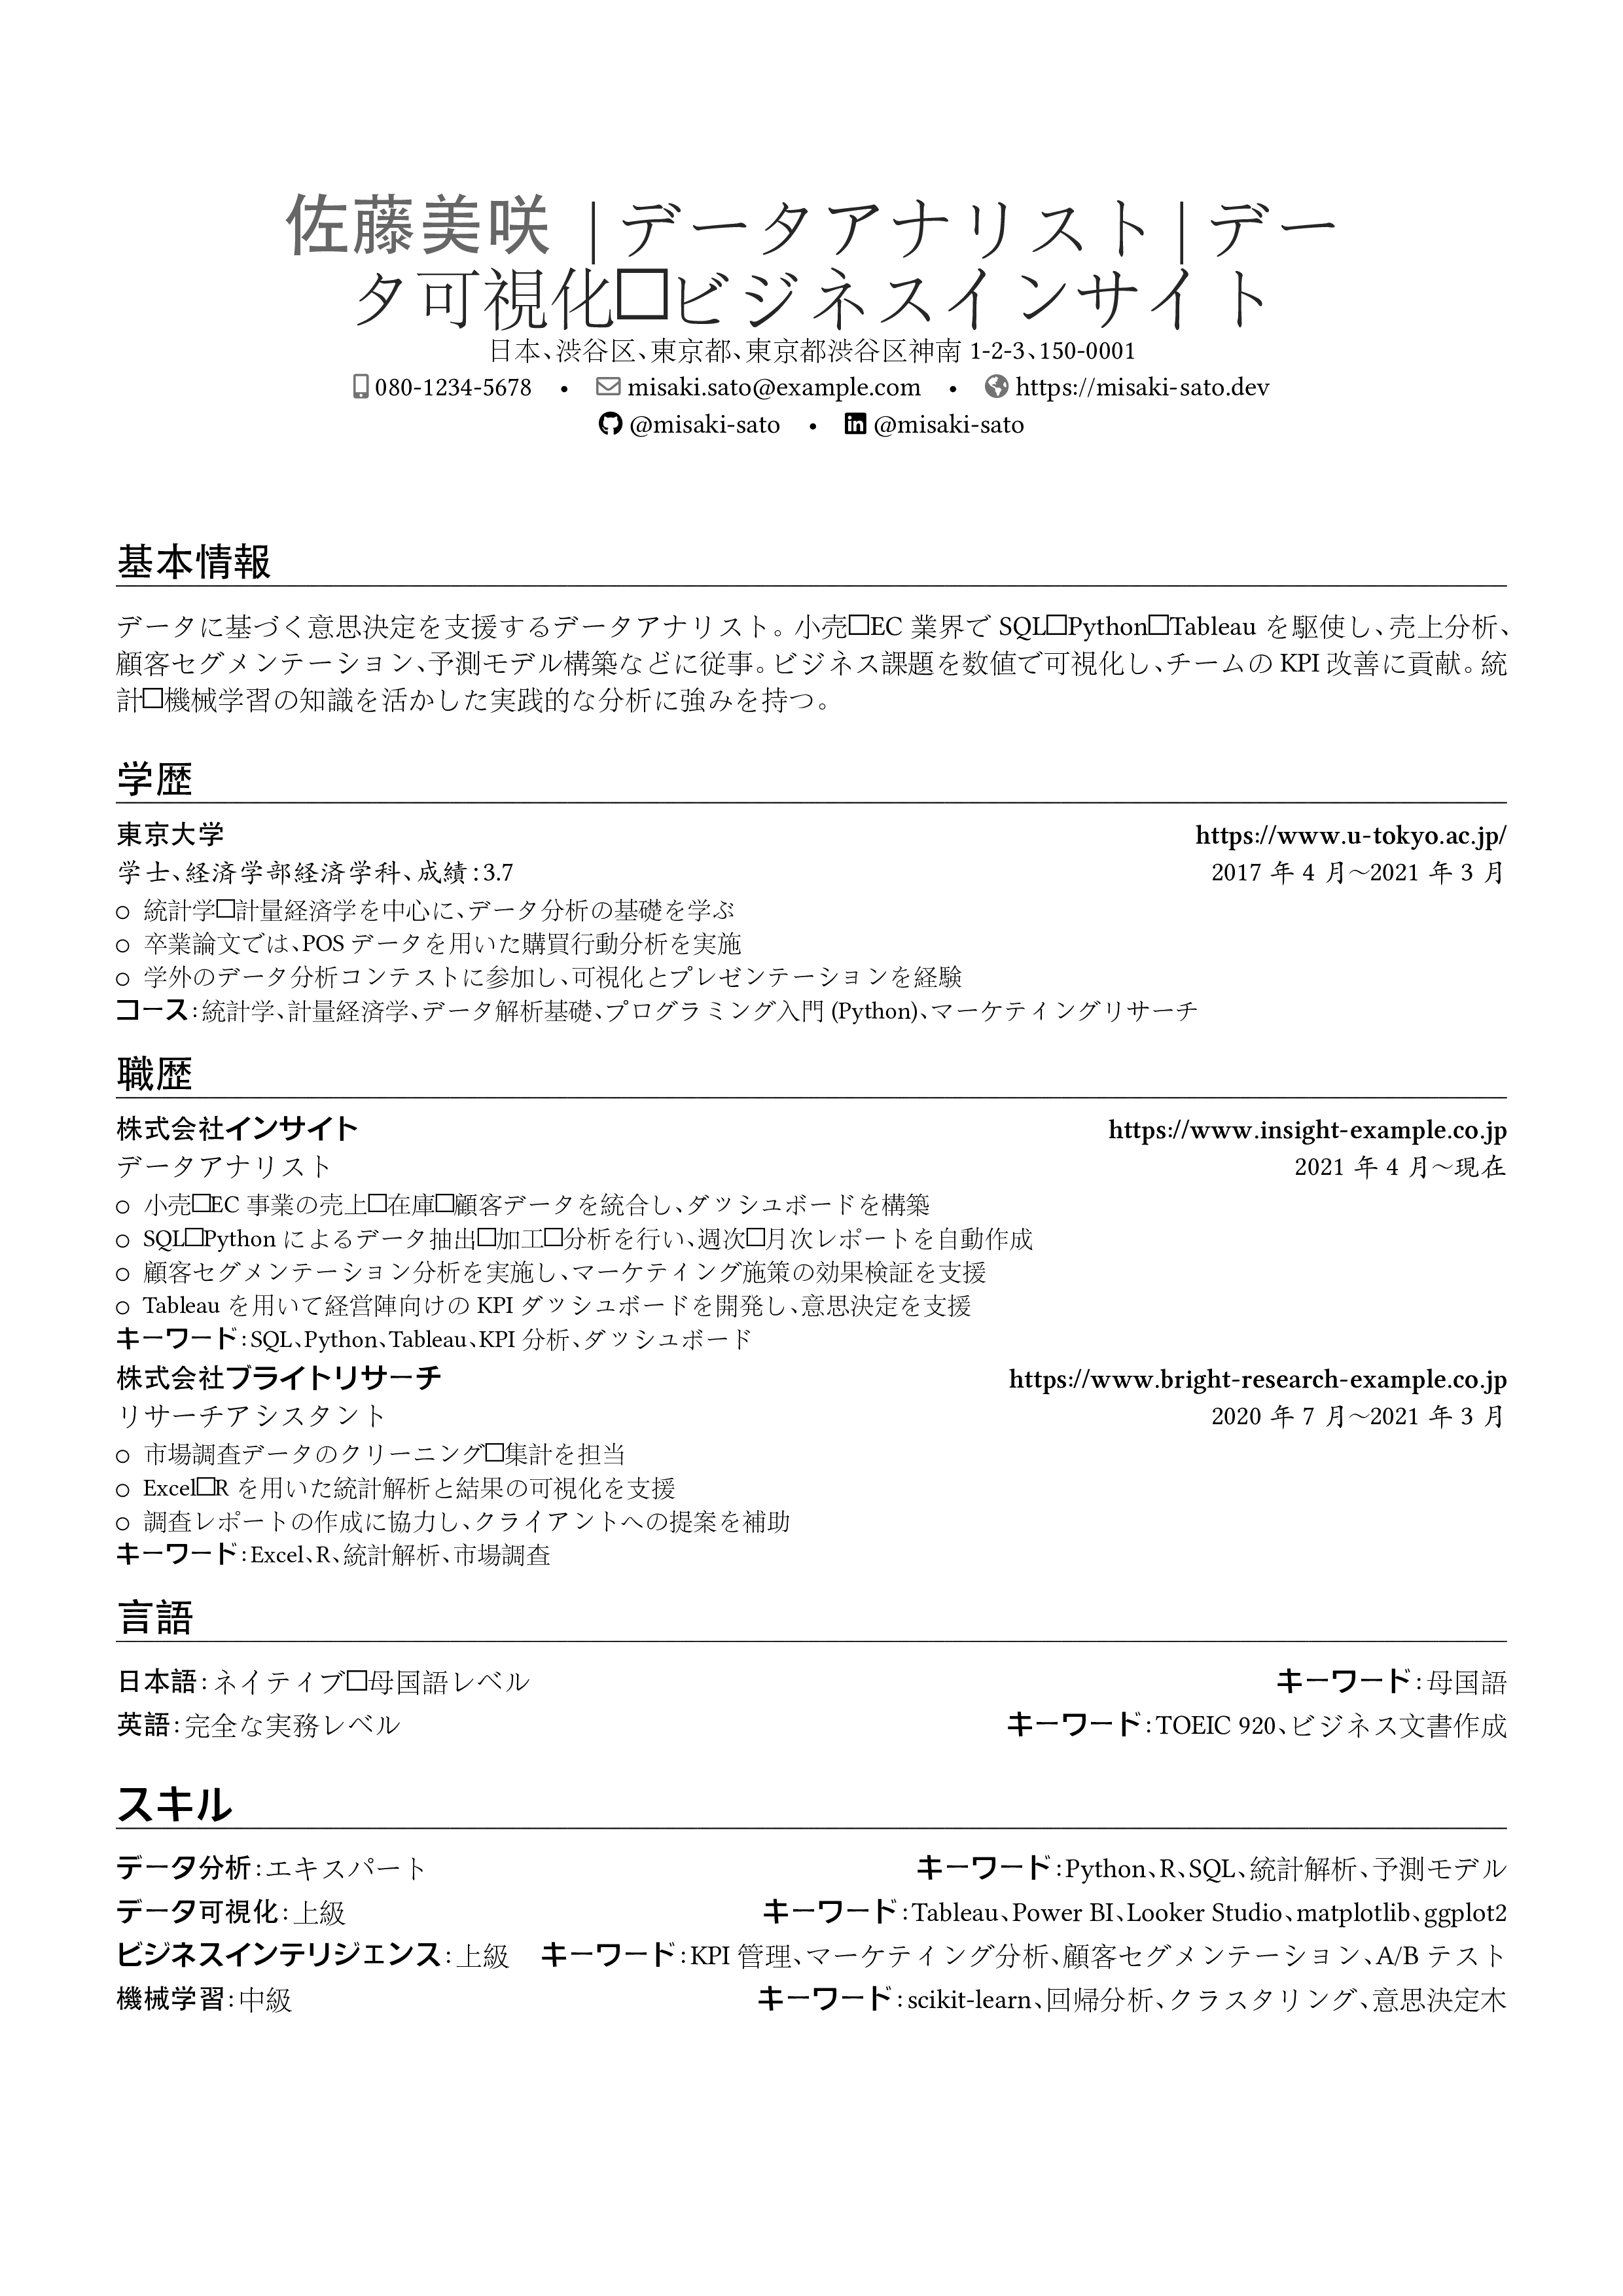 佐藤美咲 | データアナリスト | デー
タ可視化□ビジネスインサイト
日本、渋谷区、東京都、東京都渋谷区神南 1-2-3、150-0001
080-1234-5678 • misaki.sato@example.com • https://misaki-sato.dev
@misaki-sato • @misaki-sato
基本情報
データに基づく意思決定を支援するデータアナリスト。小売□EC 業界で SQL□Python□Tableau を駆使し、売上分析、
顧客セグメンテーション、予測モデル構築などに従事。ビジネス課題を数値で可視化し、チームの KPI 改善に貢献。統
計□機械学習の知識を活かした実践的な分析に強みを持つ。
学歴
東京大学 https://www.u-tokyo.ac.jp/
学士、経済学部経済学科、成績：3.7 2017 年 4 月～2021 年 3 月
○ 統計学□計量経済学を中心に、データ分析の基礎を学ぶ
○ 卒業論文では、POS データを用いた購買行動分析を実施
○ 学外のデータ分析コンテストに参加し、可視化とプレゼンテーションを経験
コース：統計学、計量経済学、データ解析基礎、プログラミング入門 (Python)、マーケティングリサーチ
職歴
株式会社インサイト https://www.insight-example.co.jp
データアナリスト 2021 年 4 月～現在
○ 小売□EC 事業の売上□在庫□顧客データを統合し、ダッシュボードを構築
○ SQL□Python によるデータ抽出□加工□分析を行い、週次□月次レポートを自動作成
○ 顧客セグメンテーション分析を実施し、マーケティング施策の効果検証を支援
○ Tableau を用いて経営陣向けの KPI ダッシュボードを開発し、意思決定を支援
キーワード：SQL、Python、Tableau、KPI 分析、ダッシュボード
株式会社ブライトリサーチ https://www.bright-research-example.co.jp
リサーチアシスタント 2020 年 7 月～2021 年 3 月
○ 市場調査データのクリーニング□集計を担当
○ Excel□R を用いた統計解析と結果の可視化を支援
○ 調査レポートの作成に協力し、クライアントへの提案を補助
キーワード：Excel、R、統計解析、市場調査
言語
日本語：ネイティブ□母国語レベル キーワード：母国語
英語：完全な実務レベル キーワード：TOEIC 920、ビジネス文書作成
スキル
データ分析：エキスパート キーワード：Python、R、SQL、統計解析、予測モデル
データ可視化：上級 キーワード：Tableau、Power BI、Looker Studio、matplotlib、ggplot2
ビジネスインテリジェンス：上級 キーワード：KPI 管理、マーケティング分析、顧客セグメンテーション、A/B テスト
機械学習：中級 キーワード：scikit-learn、回帰分析、クラスタリング、意思決定木